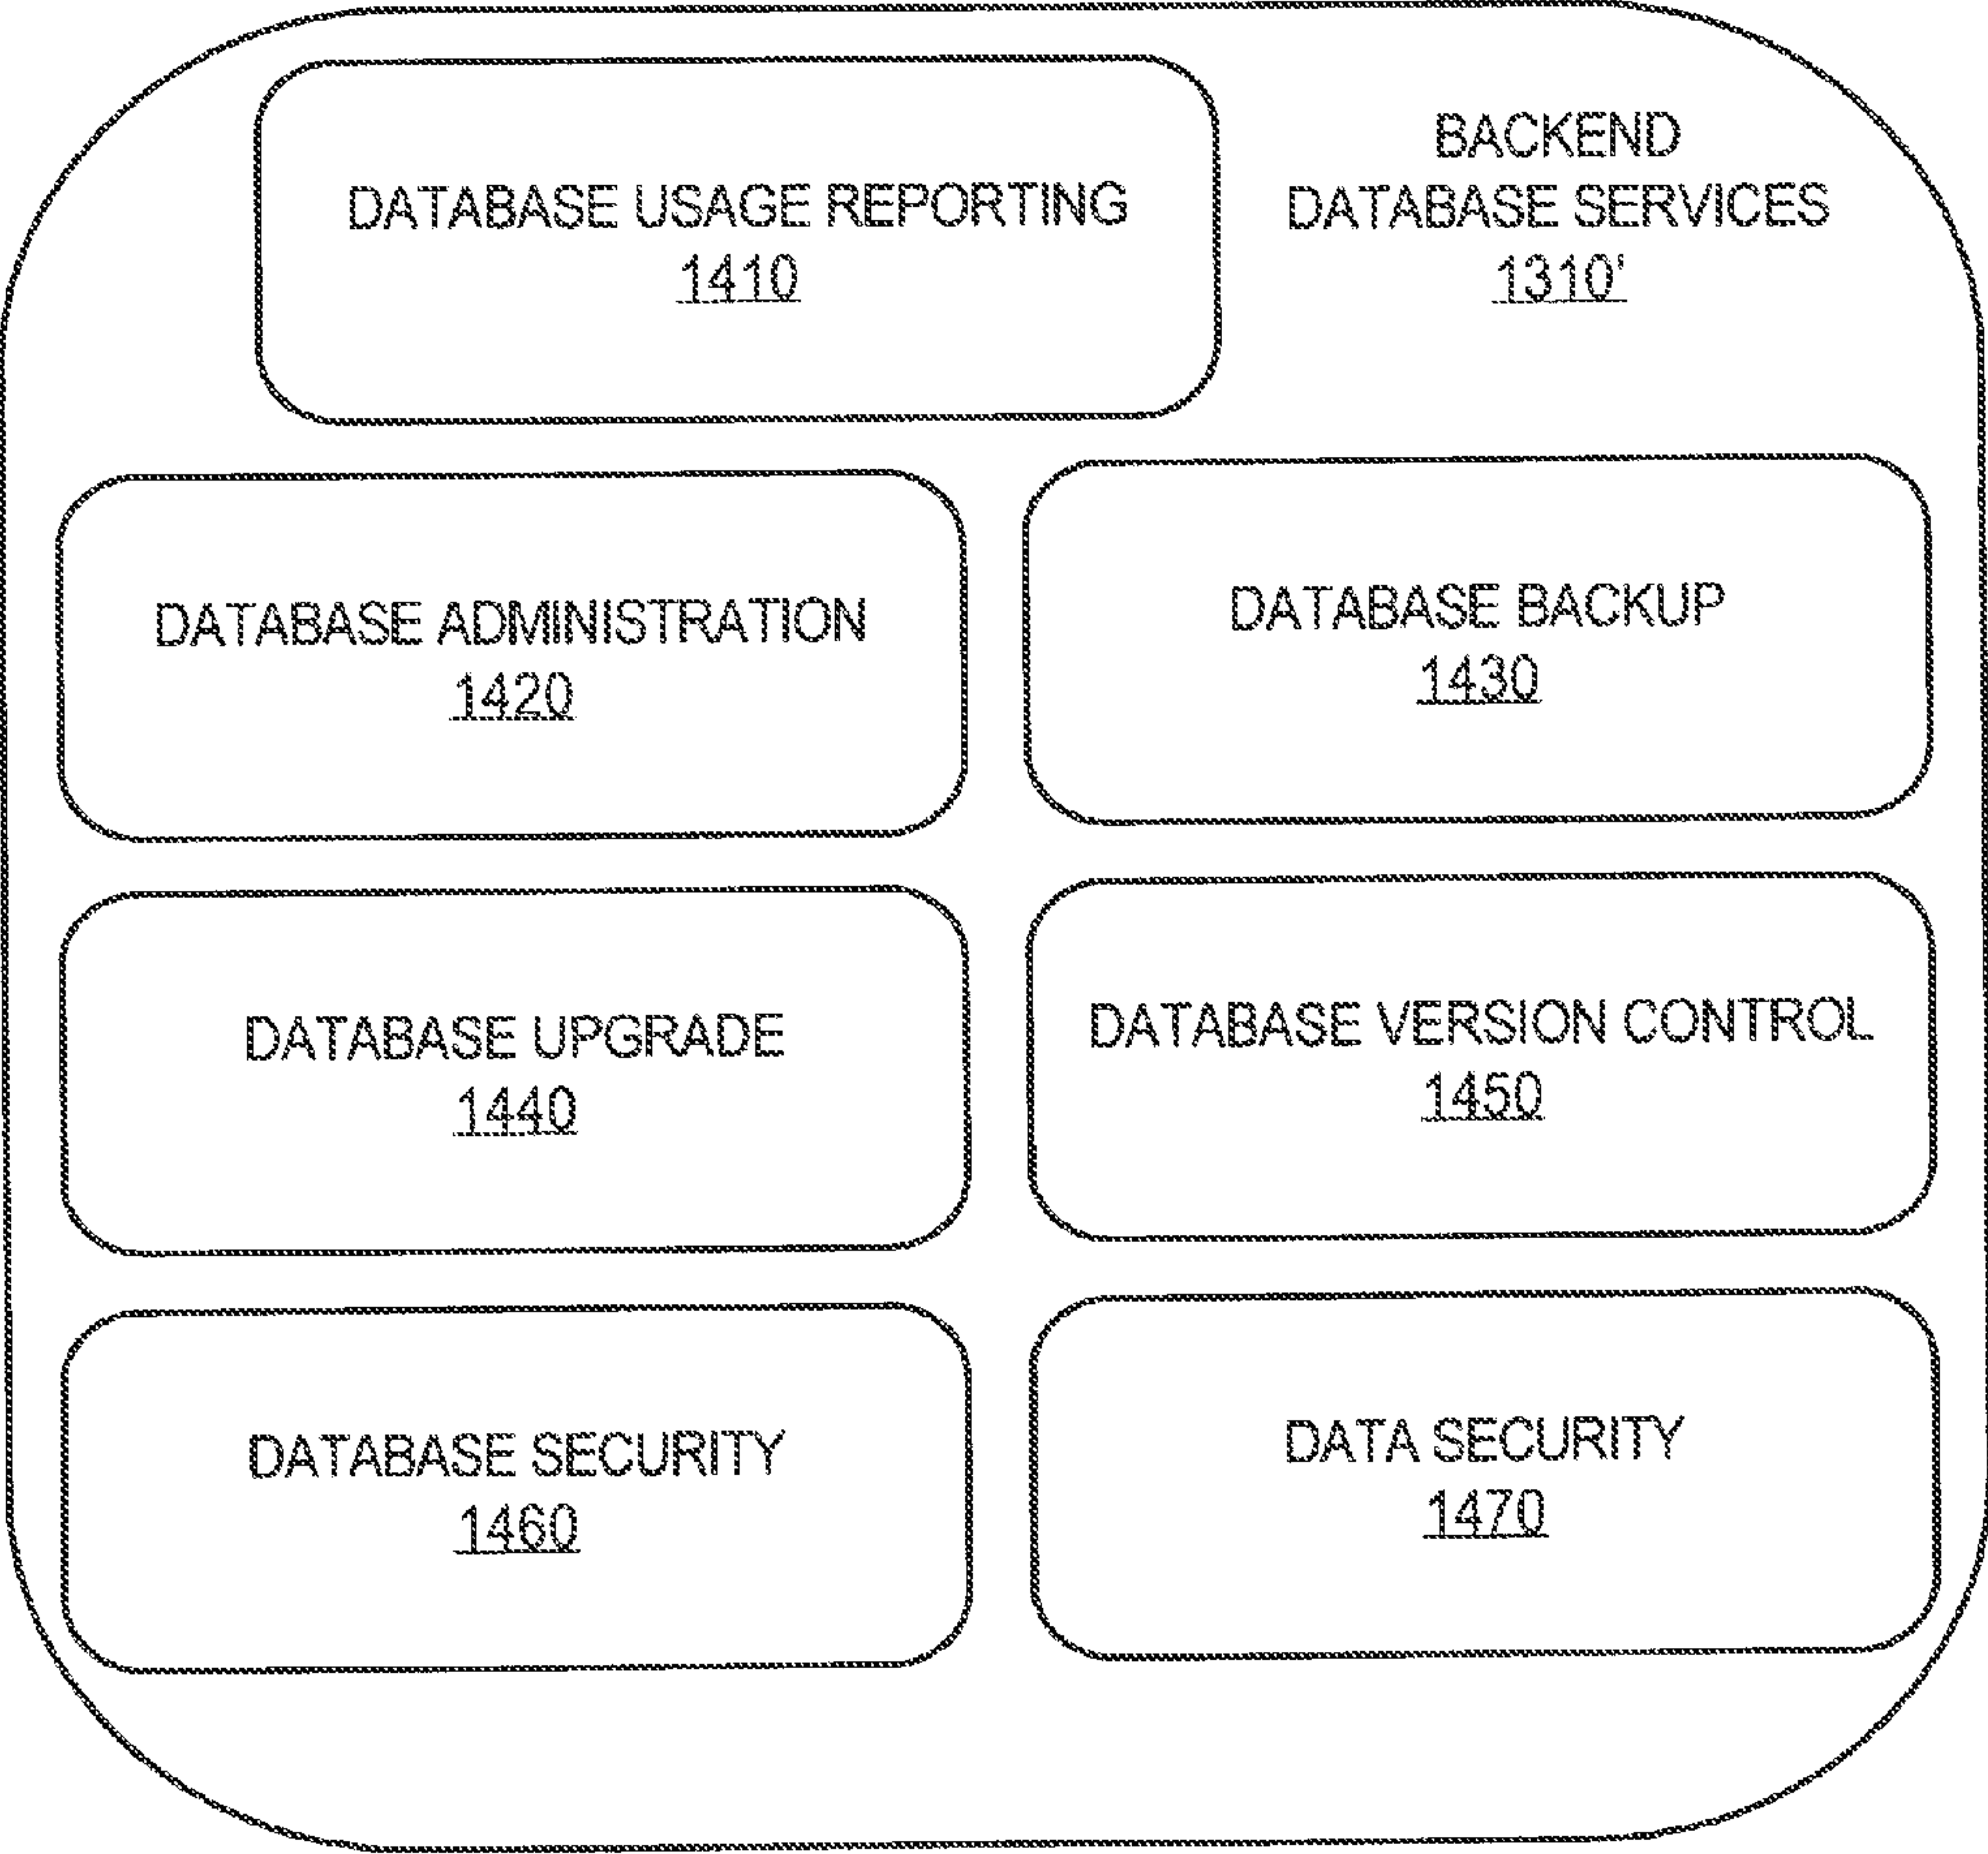 DATABASE USAGE REPORTING
1410
BACKEND
DATABASE SERVICES
1310'
DATABASE ADMINISTRATION
1420
DATABASE BACKUP
1430
DATABASE UPGRADE
1440
DATABASE VERSION CONTROL
1450
DATABASE SECURITY
1460
DATA SECURITY
1470